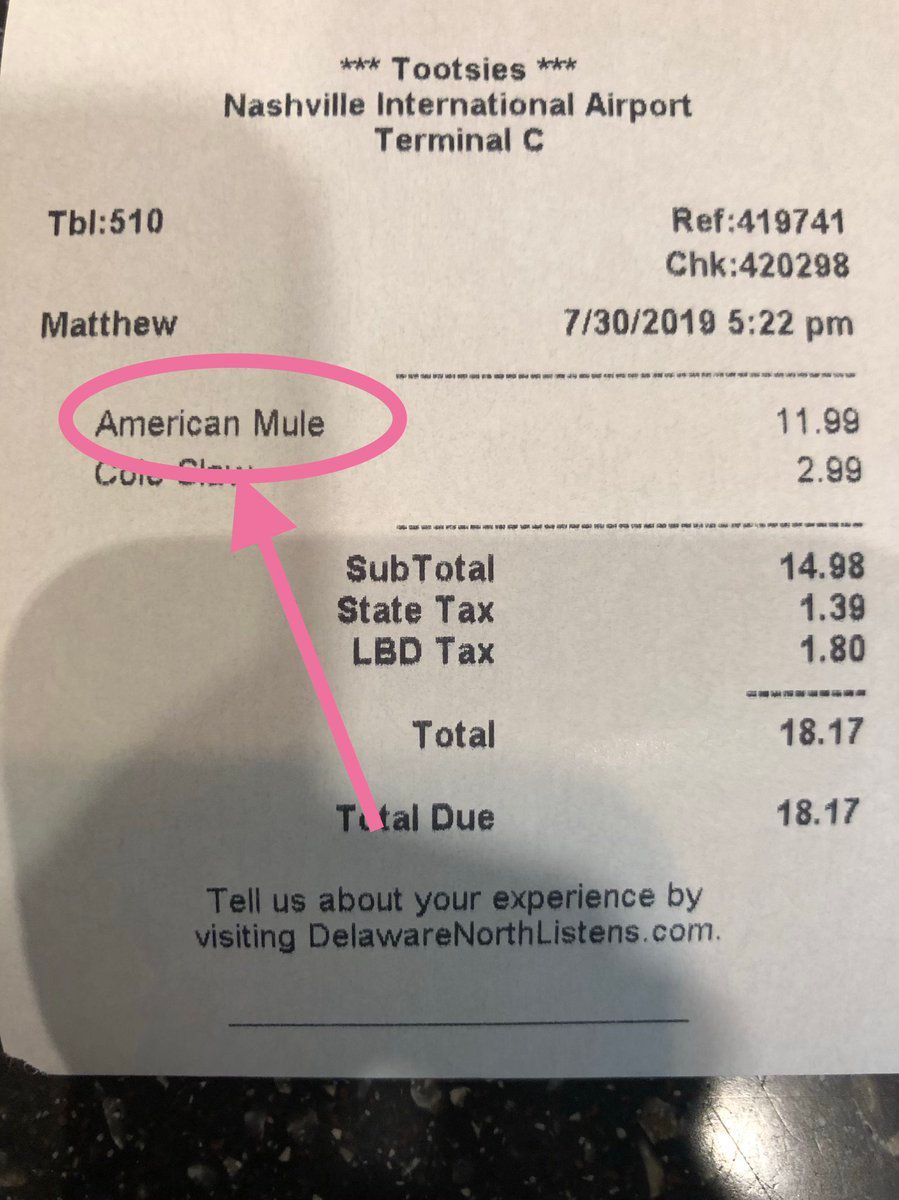 *** Tootsies ***
Nashville International Airport
Terminal C
Tbl:510 Ref:419741
Chk:420298
Matthew 7/30/2019 5:22 pm
American Mule 11.99
Cole Slaw 2.99
SubTotal 14.98
State Tax 1.39
LBD Tax 1.80
Total 18.17
Total Due 18.17
Tell us about your experience by
visiting DelawareNorthListens.com.